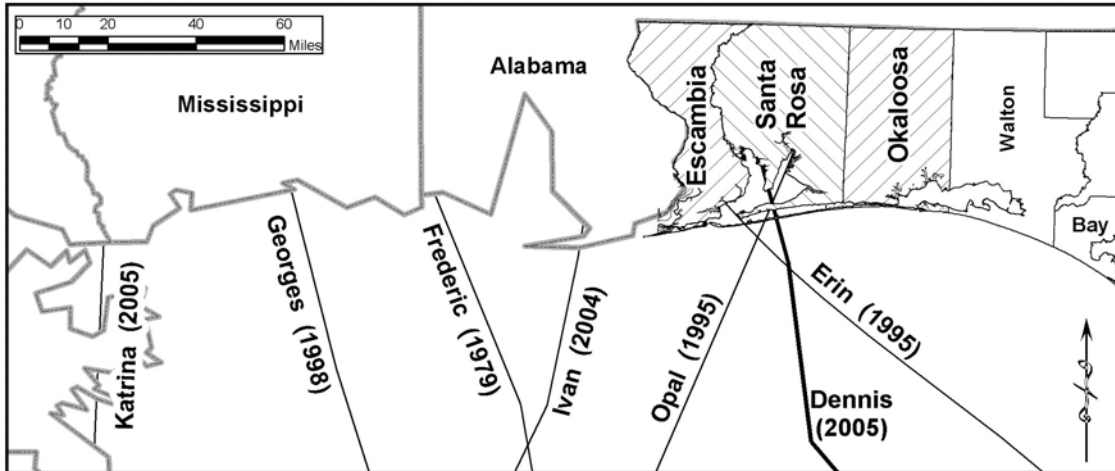 0 10 20 40 60
Miles
Mississippi
Alabama
Escambia
Santa
Rosa
Okaloosa
Walton
Bay
Katrina (2005)
Georges (1998)
Frederic (1979)
Ivan (2004)
Opal (1995)
Erin (1995)
Dennis
(2005)